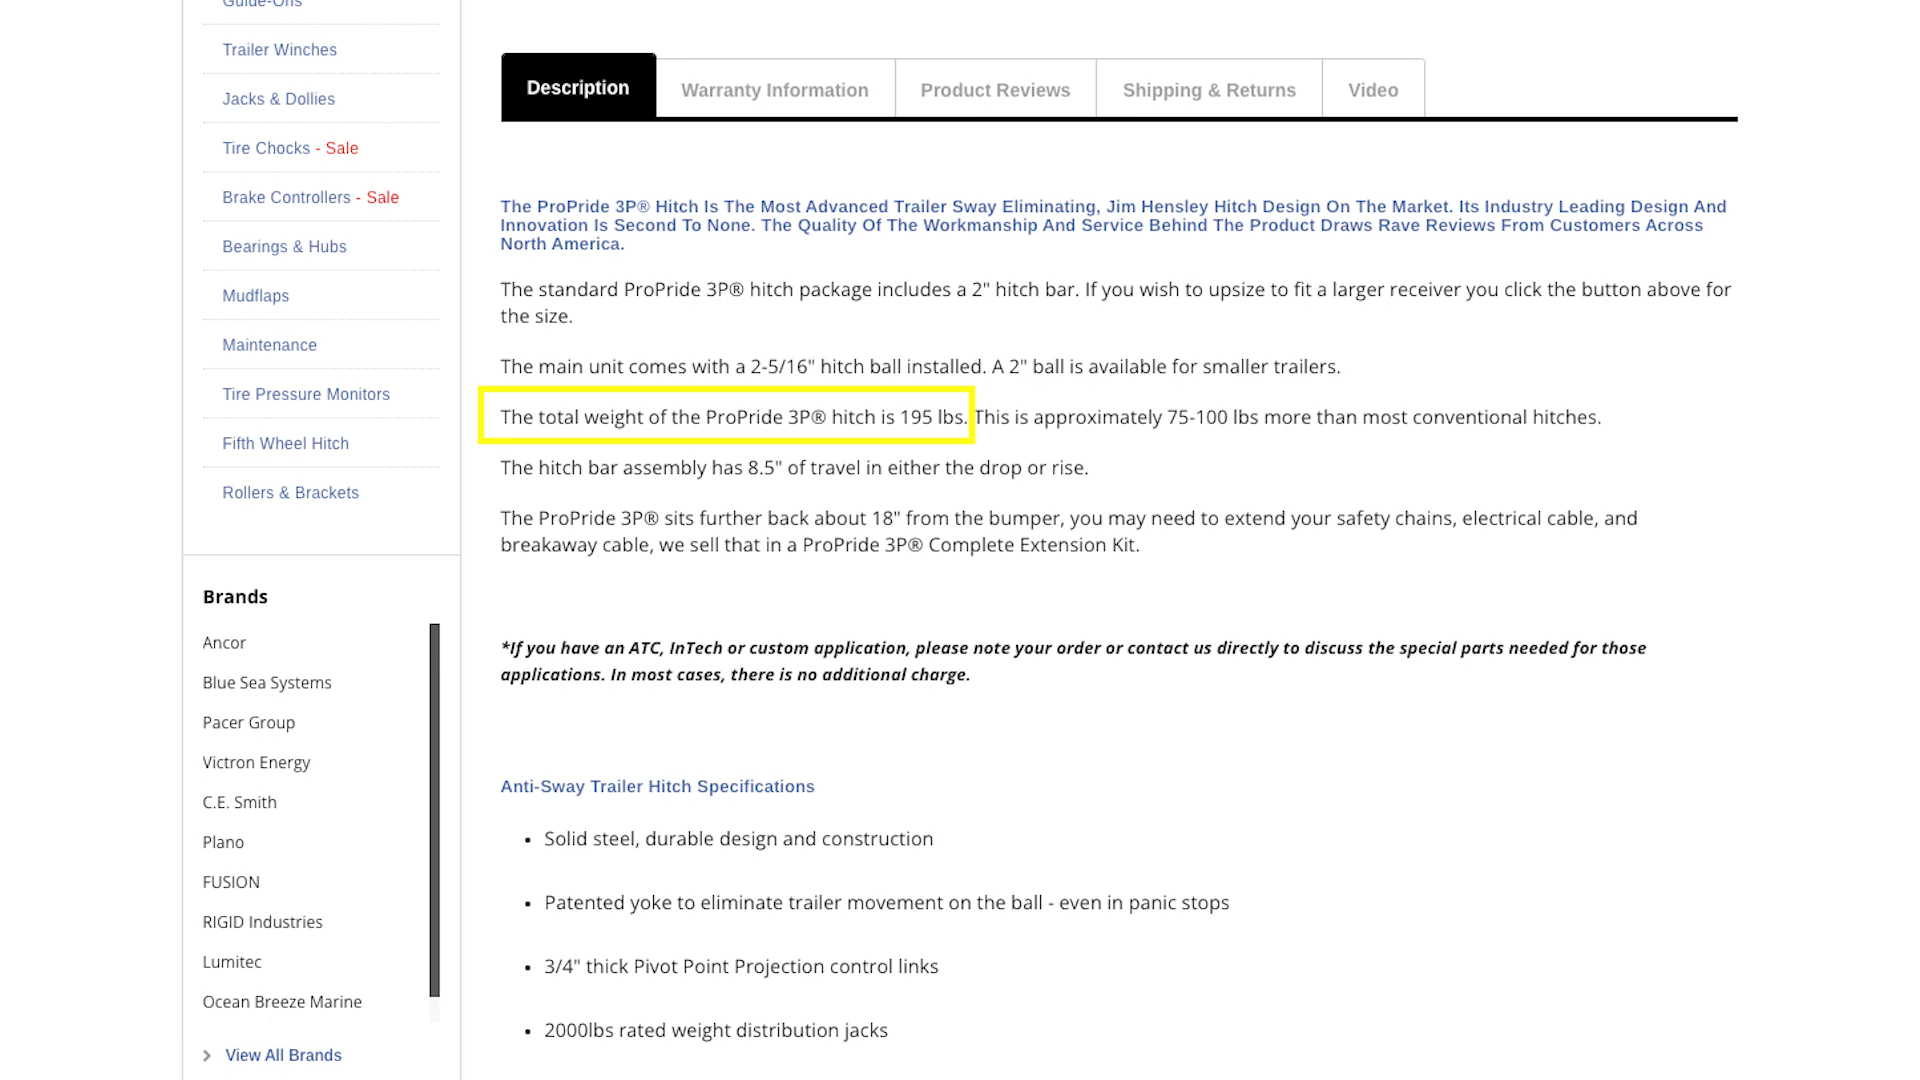 Guide-Ons
Trailer Winches
Jacks & Dollies
Tire Chocks - Sale
Brake Controllers - Sale
Bearings & Hubs
Mudflaps
Maintenance
Tire Pressure Monitors
Fifth Wheel Hitch
Rollers & Brackets
Brands
Ancor
Blue Sea Systems
Pacer Group
Victron Energy
C.E. Smith
Plano
FUSION
RIGID Industries
Lumitec
Ocean Breeze Marine
View All Brands
Description
Warranty Information
Product Reviews
Shipping & Returns
Video
The ProPride 3P® Hitch Is The Most Advanced Trailer Sway Eliminating, Jim Hensley Hitch Design On The Market. Its Industry Leading Design And
Innovation Is Second To None. The Quality Of The Workmanship And Service Behind The Product Draws Rave Reviews From Customers Across
North America.
The standard ProPride 3P® hitch package includes a 2" hitch bar. If you wish to upsize to fit a larger receiver you click the button above for
the size.
The main unit comes with a 2-5/16" hitch ball installed. A 2" ball is available for smaller trailers.
The total weight of the ProPride 3P® hitch is 195 lbs. This is approximately 75-100 lbs more than most conventional hitches.
The hitch bar assembly has 8.5" of travel in either the drop or rise.
The ProPride 3P® sits further back about 18" from the bumper, you may need to extend your safety chains, electrical cable, and
breakaway cable, we sell that in a ProPride 3P® Complete Extension Kit.
*If you have an ATC, InTech or custom application, please note your order or contact us directly to discuss the special parts needed for those
applications. In most cases, there is no additional charge.
Anti-Sway Trailer Hitch Specifications
• Solid steel, durable design and construction
• Patented yoke to eliminate trailer movement on the ball - even in panic stops
• 3/4" thick Pivot Point Projection control links
• 2000lbs rated weight distribution jacks